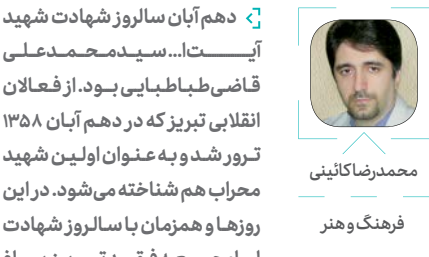 دهم آبان سالروز شهادت شهید
آیــــت‌ا... سیدمحمدعلی
قاضی‌طباطبایی بود. از فعالان
انقلابی تبریز که در دهم آبان ۱۳۵۸
ترور شد و به عنوان اولین شهید
محراب هم شناخته می‌شود. در این
روزها و همزمان با سالروز شهادت
محمدرضا کائینی
فرهنگ و هنر